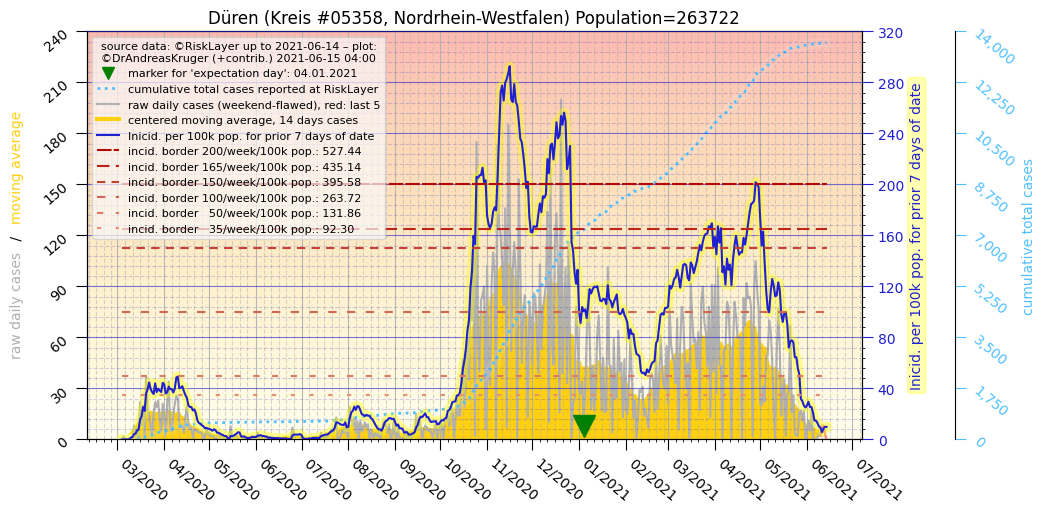 Düren (Kreis #05358, Nordrhein-Westfalen) Population=263722
source data: ©RiskLayer up to 2021-06-14 – plot:
©DrAndreasKruger (+contrib.) 2021-06-15 04:00
marker for 'expectation day': 04.01.2021
cumulative total cases reported at RiskLayer
raw daily cases (weekend-flawed), red: last 5
centered moving average, 14 days cases
Inicid. per 100k pop. for prior 7 days of date
incid. border 200/week/100k pop.: 527.44
incid. border 165/week/100k pop.: 435.14
incid. border 150/week/100k pop.: 395.58
incid. border 100/week/100k pop.: 263.72
incid. border   50/week/100k pop.: 131.86
incid. border   35/week/100k pop.: 92.30
raw daily cases / moving average
240
210
180
150
120
90
60
30
0
320
280
240
200
160
120
80
40
0
Inicid. per 100k pop. for prior 7 days of date
14,000
12,250
10,500
8,750
7,000
5,250
3,500
1,750
0
cumulative total cases
03/2020
04/2020
05/2020
06/2020
07/2020
08/2020
09/2020
10/2020
11/2020
12/2020
01/2021
02/2021
03/2021
04/2021
05/2021
06/2021
07/2021